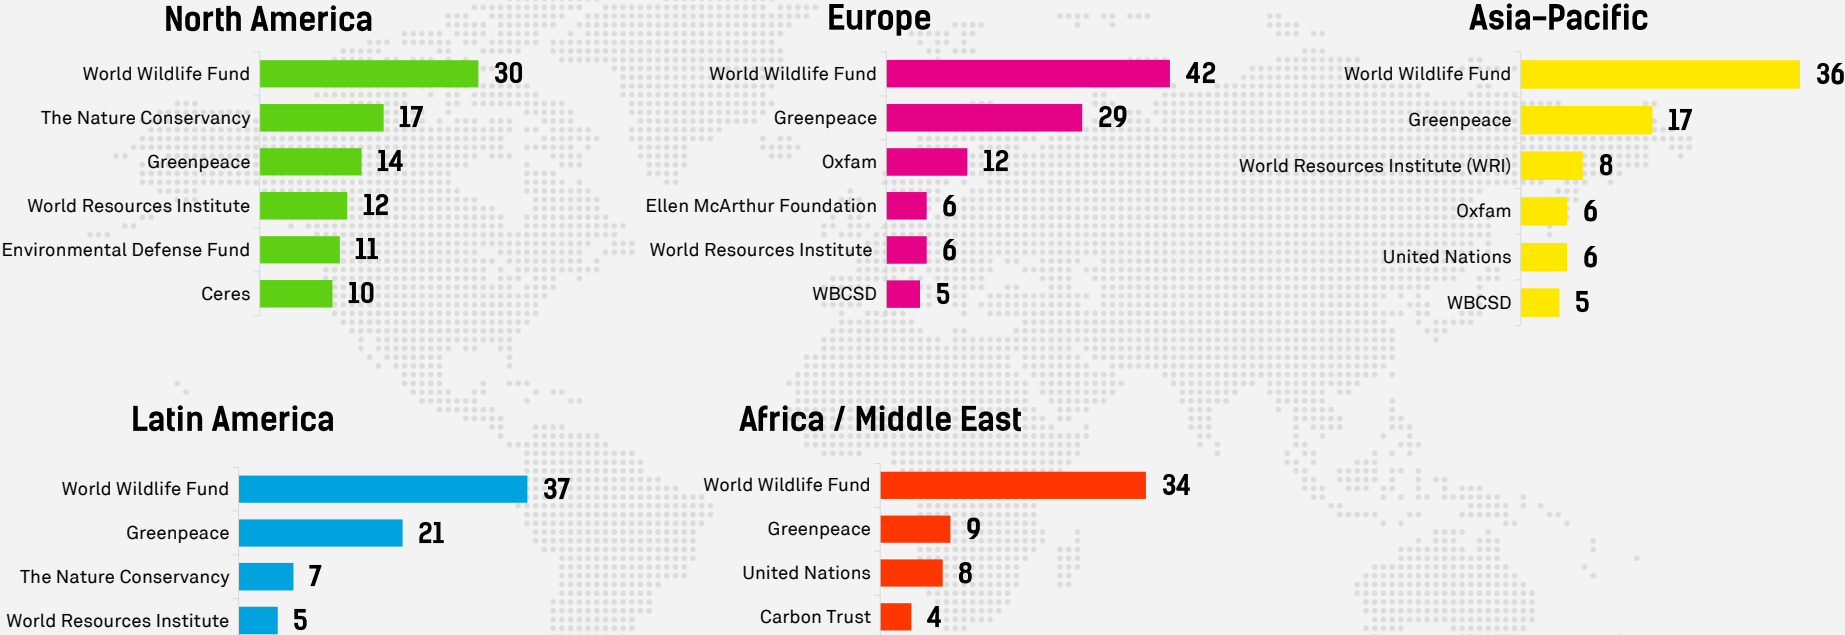 North America
World Wildlife Fund 30
The Nature Conservancy 17
Greenpeace 14
World Resources Institute 12
Environmental Defense Fund 11
Ceres 10
Europe
World Wildlife Fund 42
Greenpeace 29
Oxfam 12
Ellen McArthur Foundation 6
World Resources Institute 6
WBCSD 5
Asia-Pacific
World Wildlife Fund 36
Greenpeace 17
World Resources Institute (WRI) 8
Oxfam 6
United Nations 6
WBCSD 5
Latin America
World Wildlife Fund 37
Greenpeace 21
The Nature Conservancy 7
World Resources Institute 5
Africa / Middle East
World Wildlife Fund 34
Greenpeace 9
United Nations 8
Carbon Trust 4